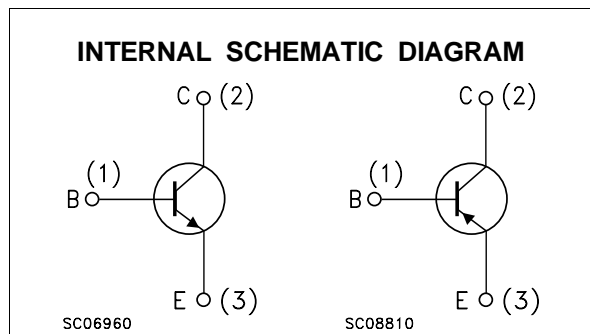 INTERNAL SCHEMATIC DIAGRAM
C (2)
C (2)
(1)
(1)
B
B
E (3)
E (3)
SC06960
SC08810